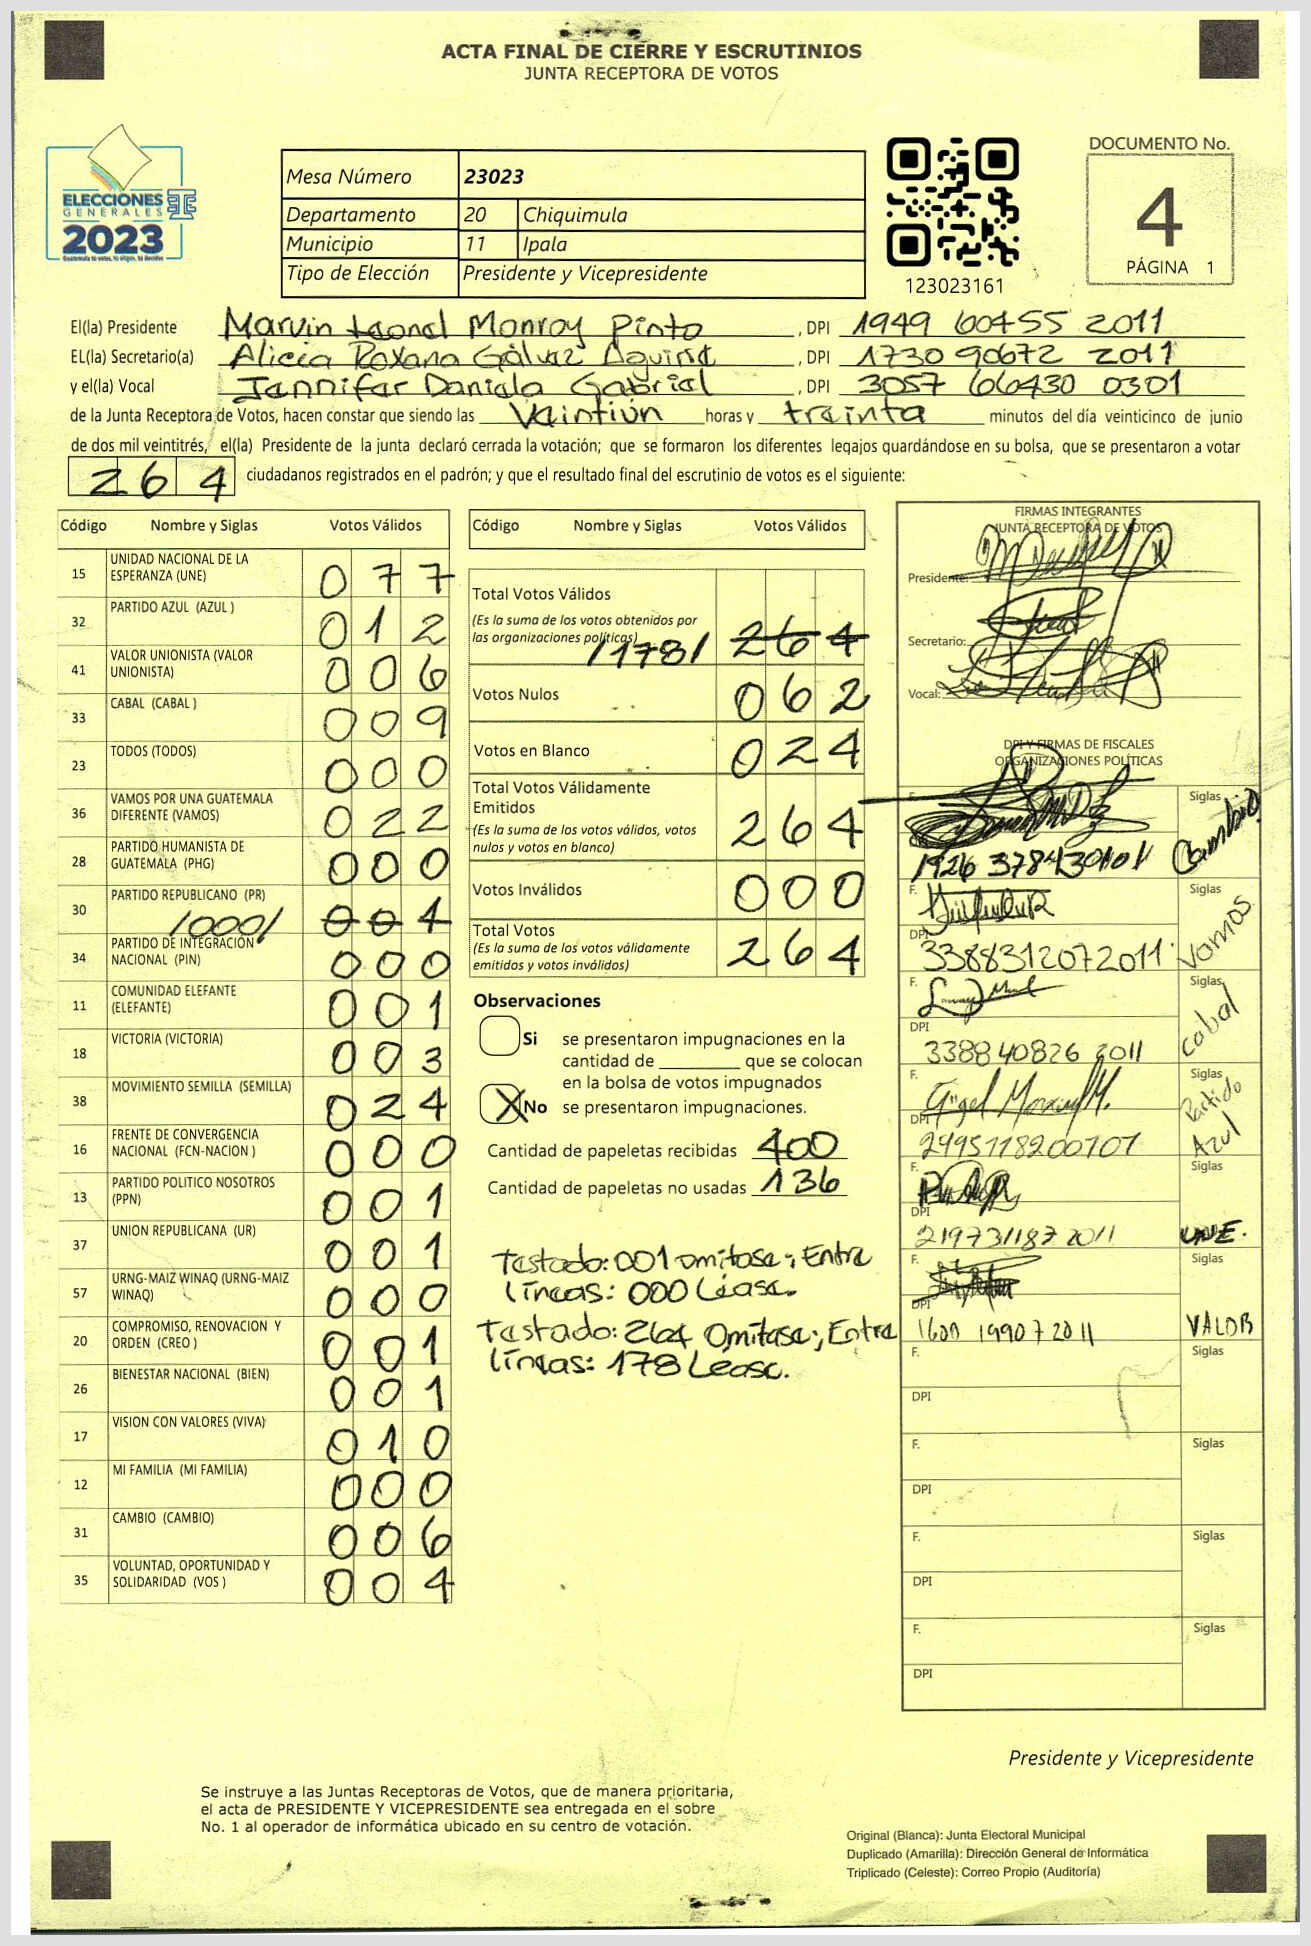 ACTA FINAL DE CIERRE Y ESCRUTINIOS
JUNTA RECEPTORA DE VOTOS
ELECCIONES
GENERALES
2023
Guatemala tú votas, tú eliges, tú decides
Mesa Número 23023
Departamento 20 Chiquimula
Municipio 11 Ipala
Tipo de Elección Presidente y Vicepresidente
123023161
DOCUMENTO No.
4
PÁGINA 1
El(la) Presidente Marvin Leonel Monroy Pinto, DPI 1949 60455 2011
EL(la) Secretario(a) Alicia Roxana Gálvez Aguirre, DPI 1730 90672 2011
y el(la) Vocal Jennifer Daniela Gabriel, DPI 3057 66430 0301
de la Junta Receptora de Votos, hacen constar que siendo las Veintiún horas y treinta minutos del día veinticinco de junio
de dos mil veintitrés, el(la) Presidente de la junta declaró cerrada la votación; que se formaron los diferentes legajos guardándose en su bolsa, que se presentaron a votar
264 ciudadanos registrados en el padrón; y que el resultado final del escrutinio de votos es el siguiente:
Código Nombre y Siglas Votos Válidos
15 UNIDAD NACIONAL DE LA ESPERANZA (UNE) 077
32 PARTIDO AZUL (AZUL ) 012
41 VALOR UNIONISTA (VALOR UNIONISTA) 006
33 CABAL (CABAL ) 009
23 TODOS (TODOS) 000
36 VAMOS POR UNA GUATEMALA DIFERENTE (VAMOS) 022
28 PARTIDO HUMANISTA DE GUATEMALA (PHG) 000
30 PARTIDO REPUBLICANO (PR) /000/ 001
34 PARTIDO DE INTEGRACIÓN NACIONAL (PIN) 000
11 COMUNIDAD ELEFANTE (ELEFANTE) 001
18 VICTORIA (VICTORIA) 003
38 MOVIMIENTO SEMILLA (SEMILLA) 024
16 FRENTE DE CONVERGENCIA NACIONAL (FCN-NACION ) 000
13 PARTIDO POLITICO NOSOTROS (PPN) 001
37 UNION REPUBLICANA (UR) 001
57 URNG-MAIZ WINAQ (URNG-MAIZ WINAQ) 000
20 COMPROMISO, RENOVACION Y ORDEN (CREO ) 001
26 BIENESTAR NACIONAL (BIEN) 001
17 VISION CON VALORES (VIVA) 010
12 MI FAMILIA (MI FAMILIA) 000
31 CAMBIO (CAMBIO) 006
35 VOLUNTAD, OPORTUNIDAD Y SOLIDARIDAD (VOS ) 004
Código Nombre y Siglas Votos Válidos
Total Votos Válidos
(Es la suma de los votos obtenidos por
las organizaciones políticas) /178/ 264
Votos Nulos 062
Votos en Blanco 024
Total Votos Válidamente
Emitidos
(Es la suma de los votos válidos, votos
nulos y votos en blanco) 264
Votos Inválidos 000
Total Votos
(Es la suma de los votos válidamente
emitidos y votos inválidos) 264
Observaciones
Si se presentaron impugnaciones en la
cantidad de ________ que se colocan
en la bolsa de votos impugnados
X No se presentaron impugnaciones.
Cantidad de papeletas recibidas 400
Cantidad de papeletas no usadas 136
Testado: 001 omitase; Entre
líneas: 000 Léase.
Testado: 264 Omitase; Entre
líneas: 178 Léase.
FIRMAS INTEGRANTES
JUNTA RECEPTORA DE VOTOS
Presidente:
Secretario:
Vocal:
DPI Y FIRMAS DE FISCALES
ORGANIZACIONES POLÍTICAS
F. Siglas
1926 37843 0101 Cambio
F. Siglas
DPI 3388312072011 Vamos
F. Siglas
DPI 3388 40826 2011 Cabal
F. Siglas
DPI 2495718200707 Partido Azul
F. Siglas
DPI 219731187 2011 UNE.
F. Siglas
DPI 1600 19907 2011 VALOR
F. Siglas
DPI
F. Siglas
DPI
F. Siglas
DPI
F. Siglas
DPI
Presidente y Vicepresidente
Se instruye a las Juntas Receptoras de Votos, que de manera prioritaria,
el acta de PRESIDENTE Y VICEPRESIDENTE sea entregada en el sobre
No. 1 al operador de informática ubicado en su centro de votación.
Original (Blanca): Junta Electoral Municipal
Duplicado (Amarilla): Dirección General de Informática
Triplicado (Celeste): Correo Propio (Auditoría)